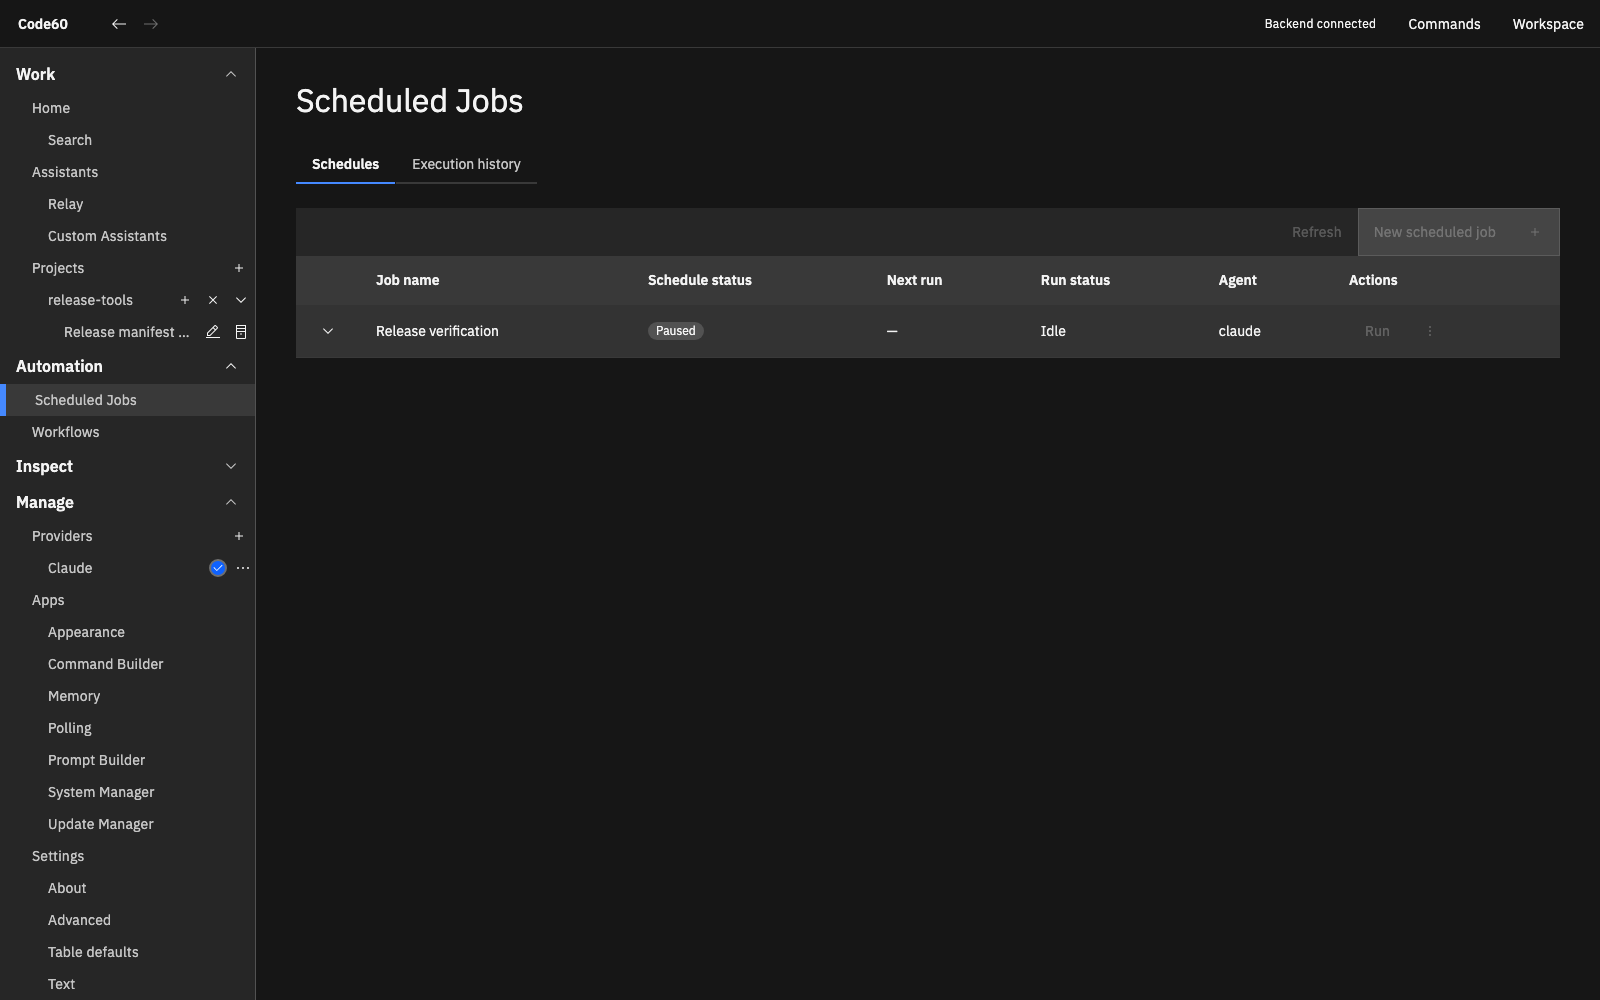 Code60
Backend connected
Commands
Workspace
Work
Home
Search
Assistants
Relay
Custom Assistants
Projects
release-tools
Release manifest ...
Automation
Scheduled Jobs
Workflows
Inspect
Manage
Providers
Claude
Apps
Appearance
Command Builder
Memory
Polling
Prompt Builder
System Manager
Update Manager
Settings
About
Advanced
Table defaults
Text
Scheduled Jobs
Schedules Execution history
Refresh New scheduled job +
Job name Schedule status Next run Run status Agent Actions
Release verification Paused — Idle claude Run